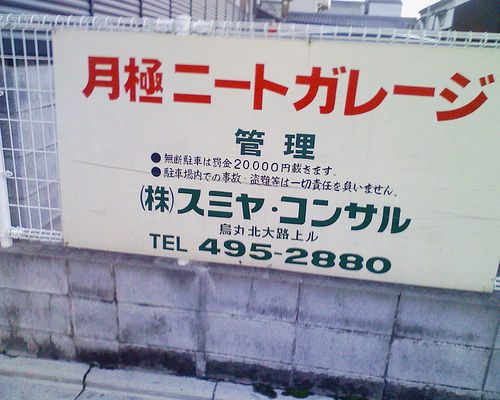 月極ニートガレージ
管理
●無断駐車は罰金20000円戴きます.
●駐車場内での事故・盗難等は一切責任を負いません.
(株)スミヤ・コンサル
烏丸北大路上ル
TEL 495-2880